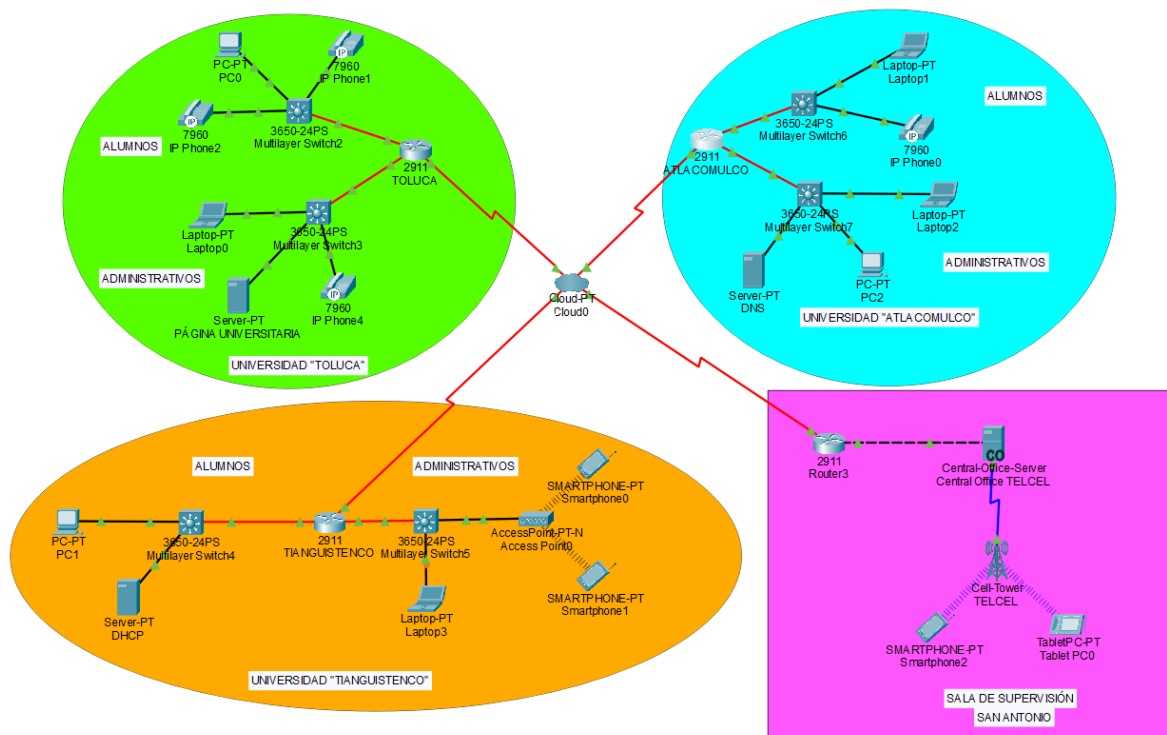 PC-PT
PC0
7960
IP Phone1
IP
7960
IP Phone2
IP
3650-24PS
Multilayer Switch2
ALUMNOS
2911
TOLUCA
Laptop-PT
Laptop0
3650-24PS
Multilayer Switch3
ADMINISTRATIVOS
Server-PT
PÁGINA UNIVERSITARIA
IP
7960
IP Phone4
UNIVERSIDAD "TOLUCA"
Laptop-PT
Laptop1
ALUMNOS
3650-24PS
Multilayer Switch6
IP
7960
IP Phone0
2911
ATLACOMULCO
3650-24PS
Multilayer Switch7
Laptop-PT
Laptop2
ADMINISTRATIVOS
Server-PT
DNS
PC-PT
PC2
UNIVERSIDAD "ATLACOMULCO"
Cloud-PT
Cloud0
ALUMNOS
ADMINISTRATIVOS
SMARTPHONE-PT
Smartphone0
PC-PT
PC1
3650-24PS
Multilayer Switch4
2911
TIANGUISTENCO
3650-24PS
Multilayer Switch5
AccessPoint-PT-N
Access Point0
SMARTPHONE-PT
Smartphone1
Server-PT
DHCP
Laptop-PT
Laptop3
UNIVERSIDAD "TIANGUISTENCO"
2911
Router3
CO
Central-Office-Server
Central Office TELCEL
Cell-Tower
TELCEL
SMARTPHONE-PT
Smartphone2
TabletPC-PT
Tablet PC0
SALA DE SUPERVISIÓN
SAN ANTONIO